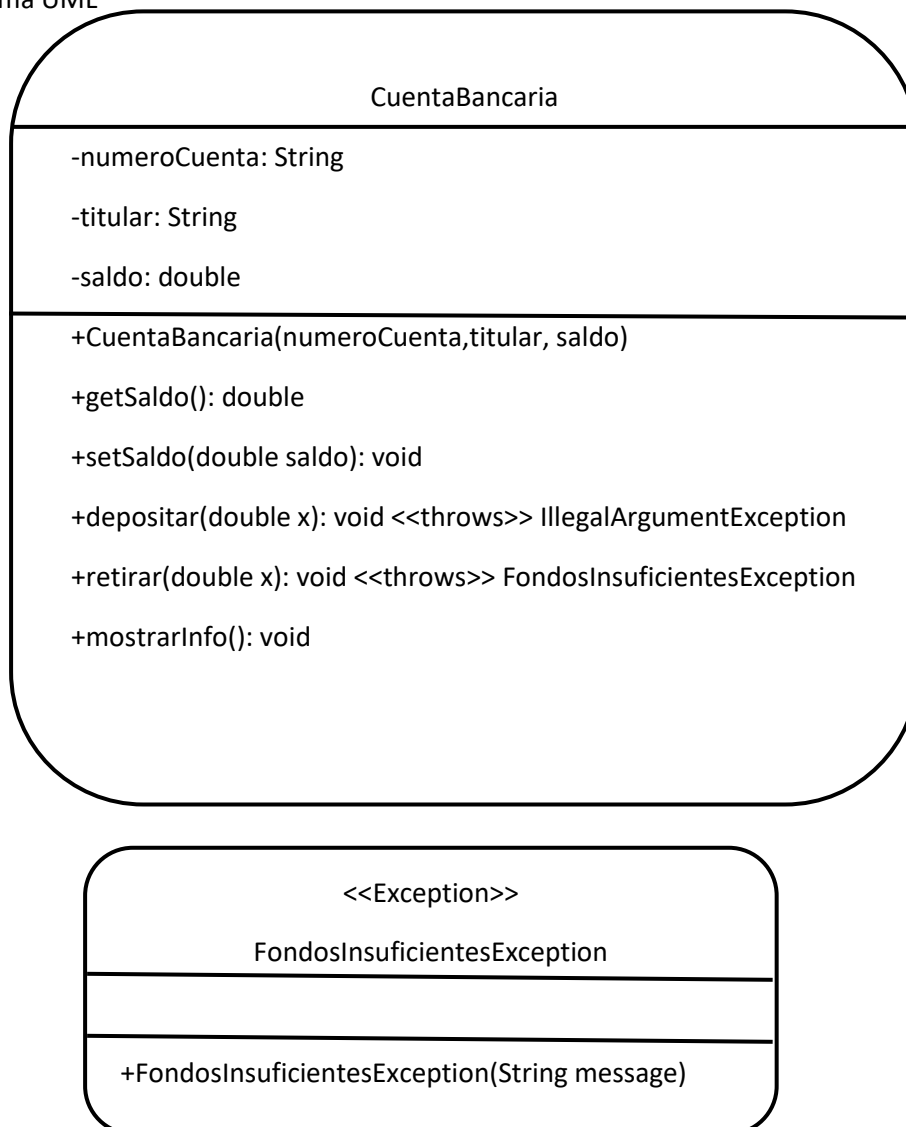 UML
CuentaBancaria
-numeroCuenta: String
-titular: String
-saldo: double
+CuentaBancaria(numeroCuenta,titular, saldo)
+getSaldo(): double
+setSaldo(double saldo): void
+depositar(double x): void <<throws>> IllegalArgumentException
+retirar(double x): void <<throws>> FondosInsuficientesException
+mostrarInfo(): void
<<Exception>>
FondosInsuficientesException
+FondosInsuficientesException(String message)